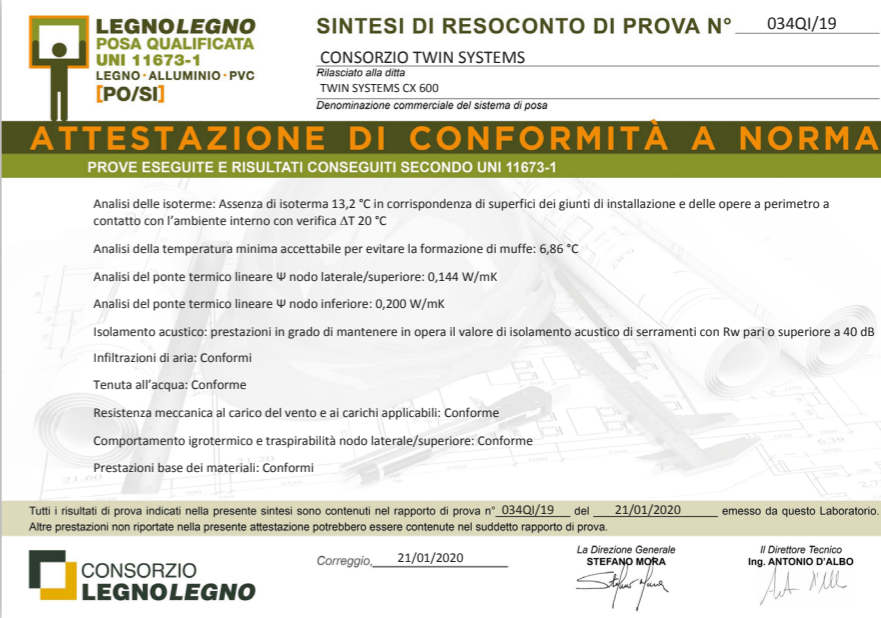 LEGNOLEGNO
POSA QUALIFICATA
UNI 11673-1
LEGNO·ALLUMINIO·PVC
[PO/SI]
SINTESI DI RESOCONTO DI PROVA N° 034QI/19
CONSORZIO TWIN SYSTEMS
Rilasciato alla ditta
TWIN SYSTEMS CX 600
Denominazione commerciale del sistema di posa
ATTESTAZIONE DI CONFORMITÀ A NORMA
PROVE ESEGUITE E RISULTATI CONSEGUITI SECONDO UNI 11673-1
Analisi delle isoterme: Assenza di isoterma 13,2 °C in corrispondenza di superfici dei giunti di installazione e delle opere a perimetro a
contatto con l'ambiente interno con verifica ΔT 20 °C
Analisi della temperatura minima accettabile per evitare la formazione di muffe: 6,86 °C
Analisi del ponte termico lineare Ψ nodo laterale/superiore: 0,144 W/mK
Analisi del ponte termico lineare Ψ nodo inferiore: 0,200 W/mK
Isolamento acustico: prestazioni in grado di mantenere in opera il valore di isolamento acustico di serramenti con Rw pari o superiore a 40 dB
Infiltrazioni di aria: Conformi
Tenuta all'acqua: Conforme
Resistenza meccanica al carico del vento e ai carichi applicabili: Conforme
Comportamento igrotermico e traspirabilità nodo laterale/superiore: Conforme
Prestazioni base dei materiali: Conformi
Tutti i risultati di prova indicati nella presente sintesi sono contenuti nel rapporto di prova n° 034QI/19 del 21/01/2020 emesso da questo Laboratorio.
Altre prestazioni non riportate nella presente attestazione potrebbero essere contenute nel suddetto rapporto di prova.
CONSORZIO
LEGNOLEGNO
Correggio, 21/01/2020
La Direzione Generale
STEFANO MORA
Il Direttore Tecnico
Ing. ANTONIO D'ALBO